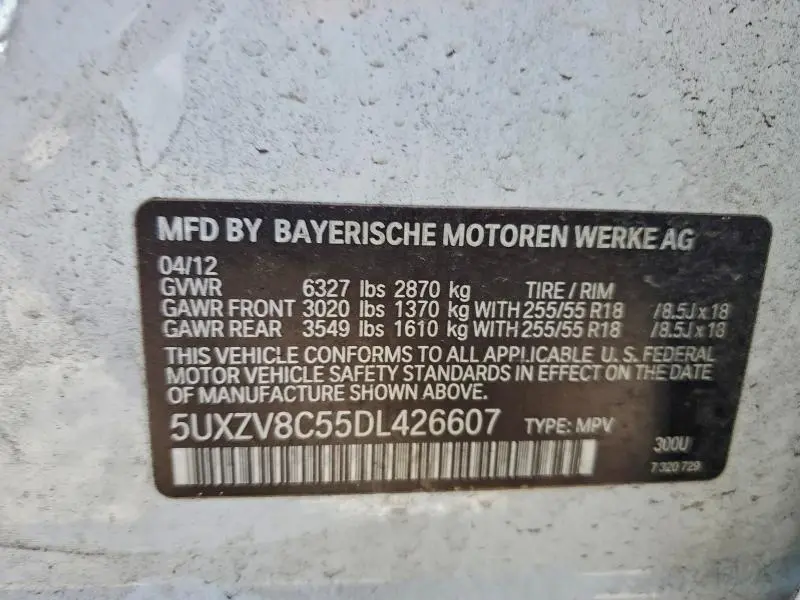 MFD BY BAYERISCHE MOTOREN WERKE AG
04/12
GVWR 6327 lbs 2870 kg TIRE / RIM
GAWR FRONT 3020 lbs 1370 kg WITH 255/55 R18 /8.5J x 18
GAWR REAR 3549 lbs 1610 kg WITH 255/55 R18 /8.5J x 18
THIS VEHICLE CONFORMS TO ALL APPLICABLE U. S. FEDERAL
MOTOR VEHICLE SAFETY STANDARDS IN EFFECT ON THE DATE
OF MANUFACTURE SHOWN ABOVE.
5UXZV8C55DL426607 TYPE: MPV
300U
7 320 729